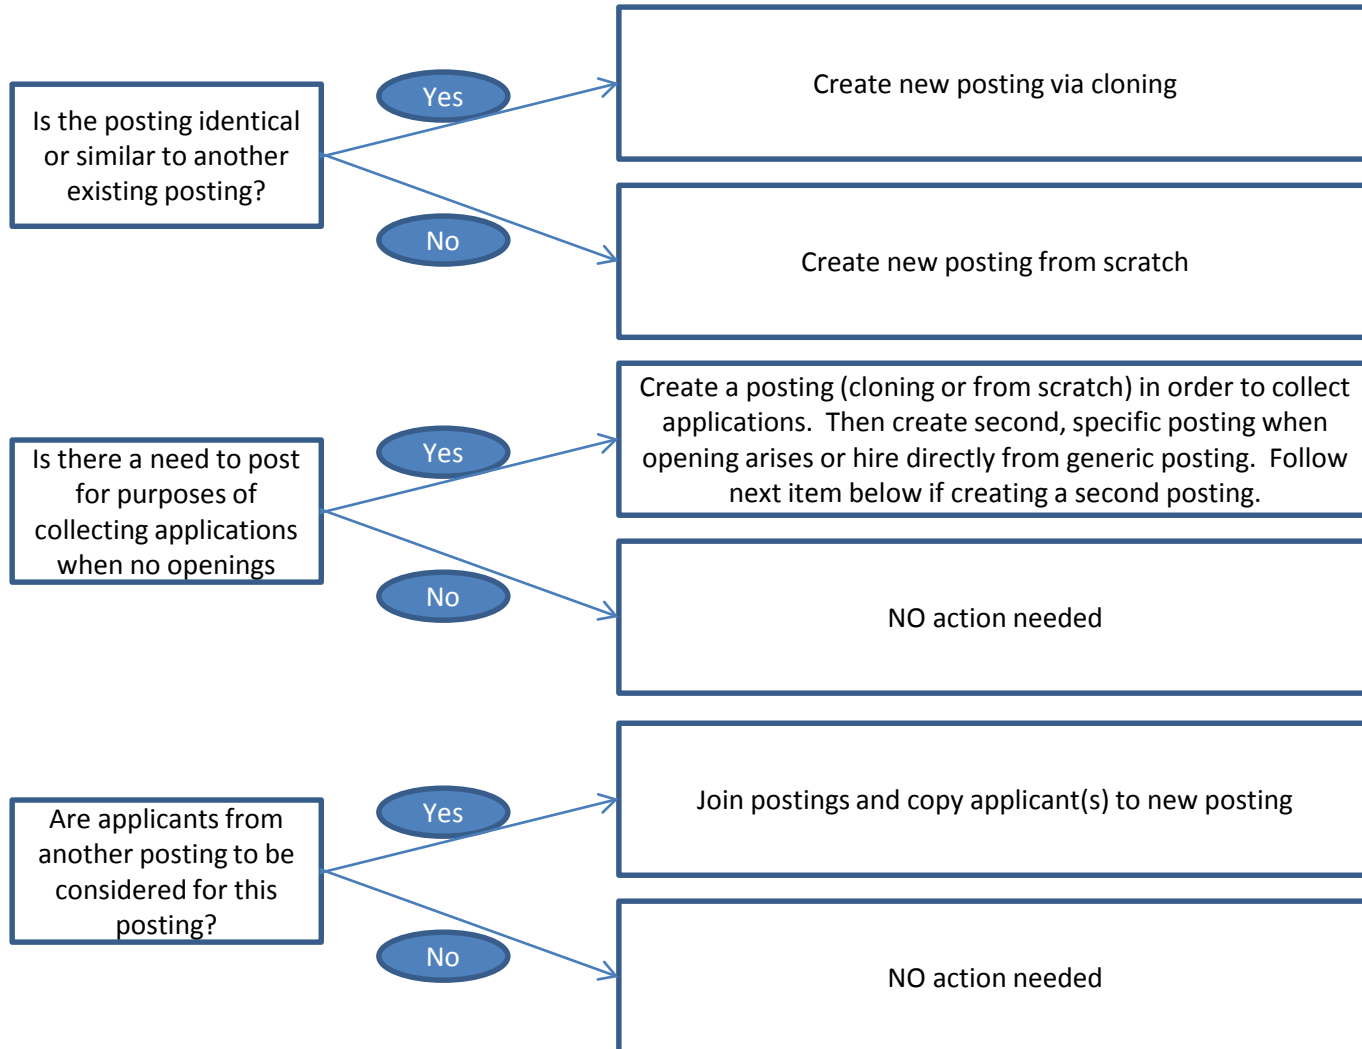 Is the posting identical
or similar to another
existing posting?
Yes
No
Create new posting via cloning
Create new posting from scratch
Is there a need to post
for purposes of
collecting applications
when no openings
Yes
No
Create a posting (cloning or from scratch) in order to collect
applications.  Then create second, specific posting when
opening arises or hire directly from generic posting.  Follow
next item below if creating a second posting.
NO action needed
Are applicants from
another posting to be
considered for this
posting?
Yes
No
Join postings and copy applicant(s) to new posting
NO action needed